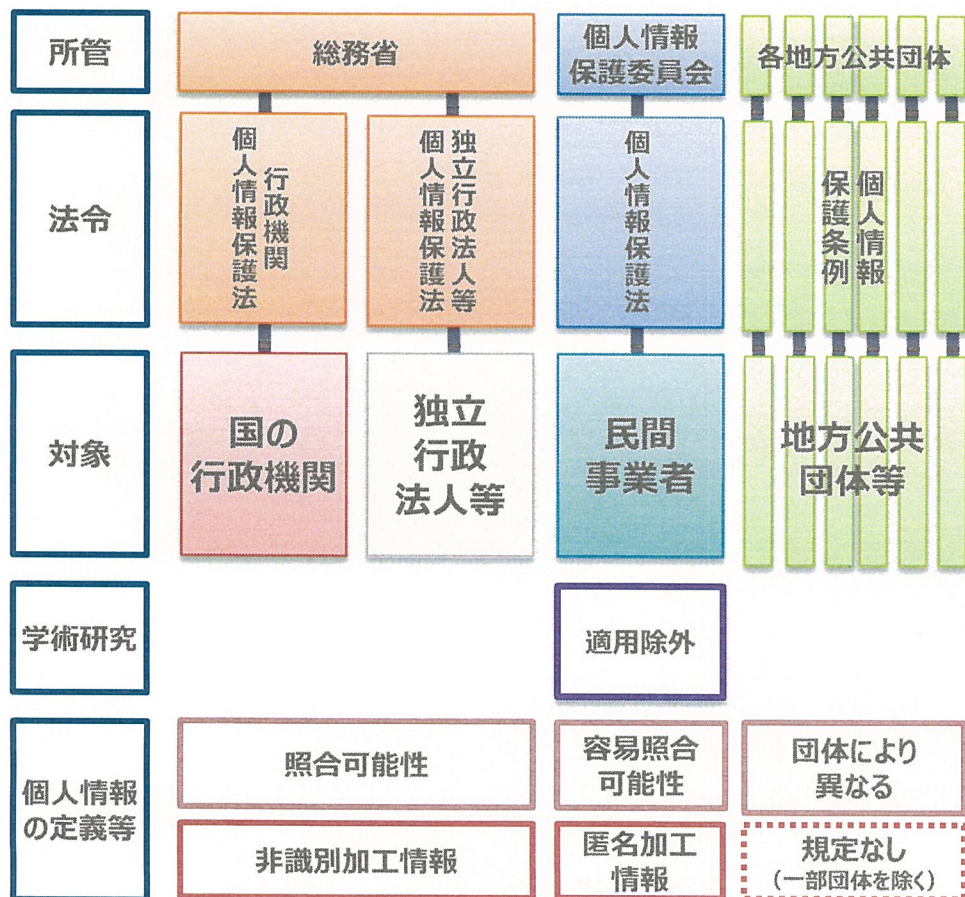 所管
総務省
個人情報
保護委員会
各地方公共団体
法令
行政機関
個人情報保護法
独立行政法人等
個人情報保護法
個人情報保護法
個人情報
保護条例
対象
国の
行政機関
独立
行政
法人等
民間
事業者
地方公共
団体等
学術研究
適用除外
個人情報
の定義等
照合可能性
容易照合
可能性
団体により
異なる
非識別加工情報
匿名加工
情報
規定なし
(一部団体を除く)